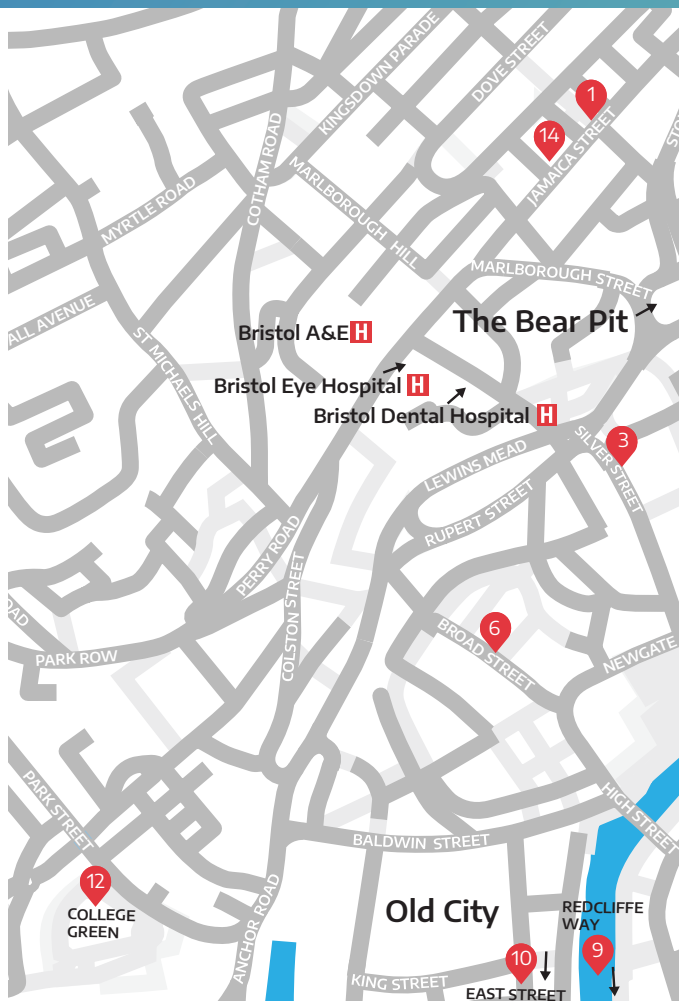 KINGSDOWN PARADE
DOVE STREET
1
14
JAMAICA STREET
COTHAM ROAD
MARLBOROUGH HILL
MYRTLE ROAD
MARLBOROUGH STREET
ALL AVENUE
The Bear Pit
Bristol A&E H
ST MICHAELS HILL
Bristol Eye Hospital H
Bristol Dental Hospital H
3
SILVER STREET
LEWINS MEAD
RUPERT STREET
PERRY ROAD
COLSTON STREET
OAD
6
BROAD STREET
NEWGATE
PARK ROW
PARK STREET
HIGH STREET
BALDWIN STREET
12
COLLEGE
GREEN
Old City
REDCLIFFE
WAY
ANCHOR ROAD
10
9
KING STREET
EAST STREET